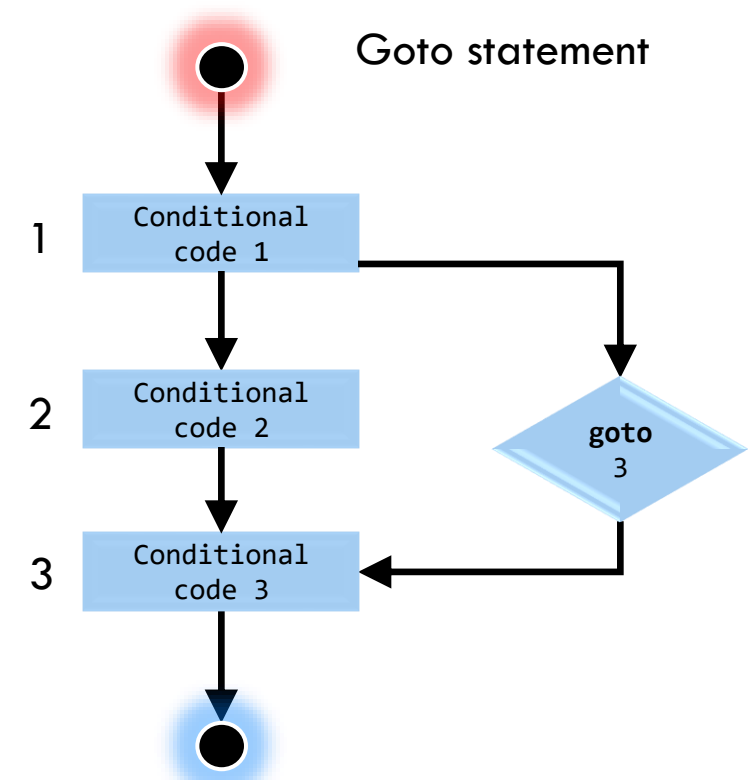 Goto statement
1
Conditional
code 1
2
Conditional
code 2
goto
3
3
Conditional
code 3